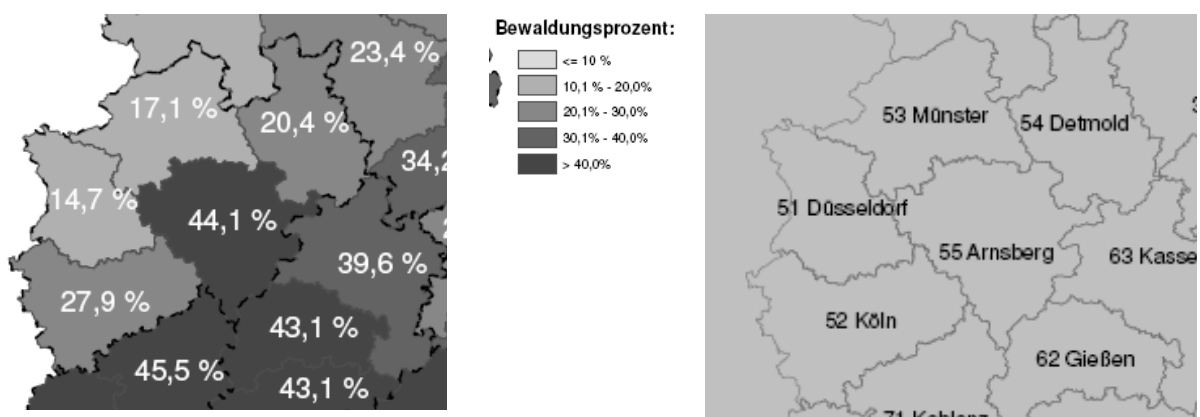 23,4 %
17,1 %
20,4 %
34,2
14,7 %
44,1 %
39,6 %
27,9 %
43,1 %
45,5 %
43,1 %
Bewaldungsprozent:
<= 10 %
10,1 % - 20,0%
20,1% - 30,0%
30,1% - 40,0%
> 40,0%
53 Münster
54 Detmold
51 Düsseldorf
55 Arnsberg
63 Kasse
52 Köln
62 Gießen
71 Koblenz